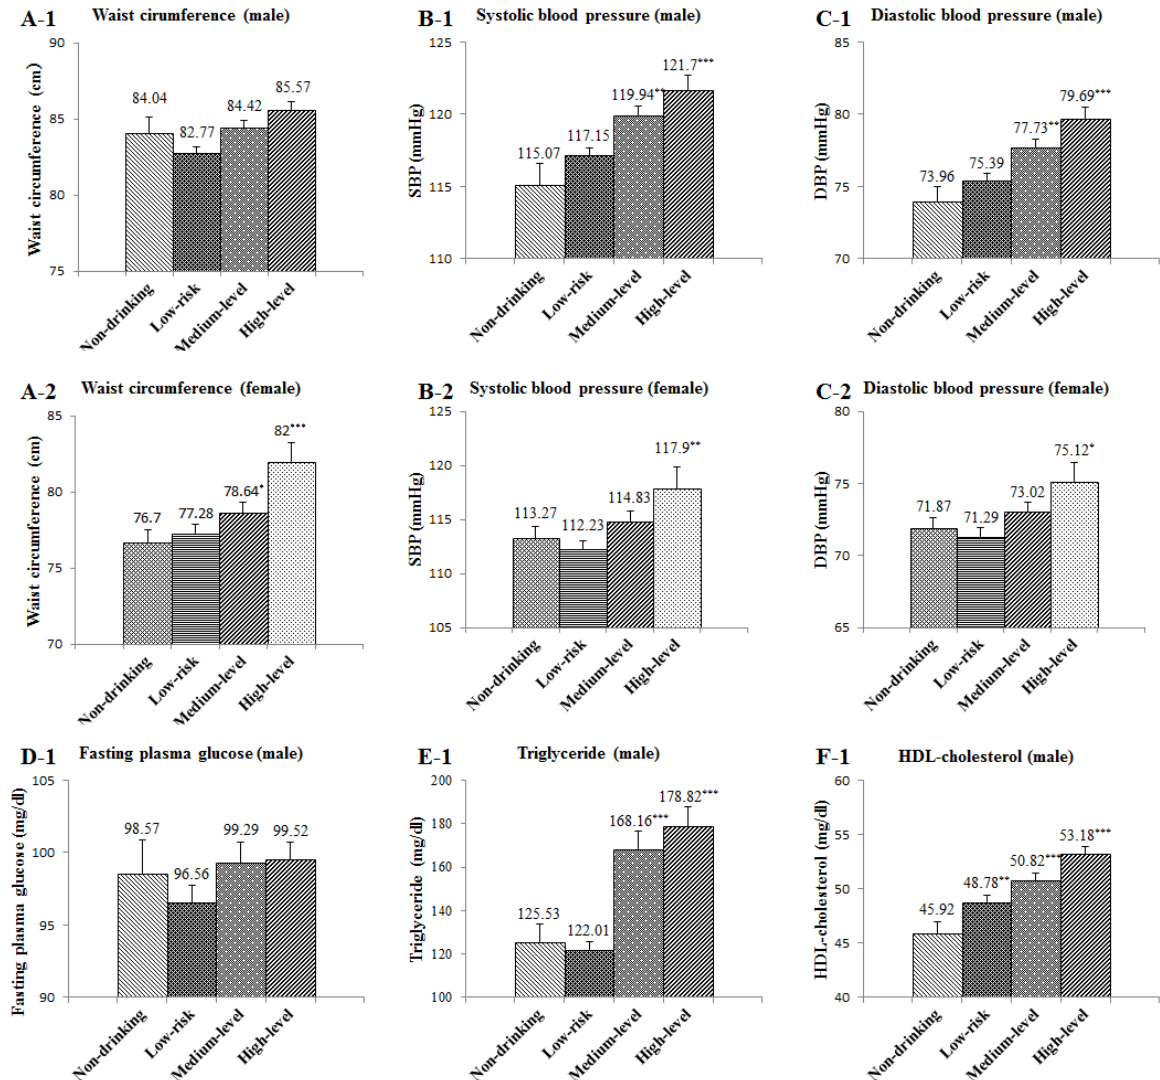 A-1 Waist cirumference (male)
Waist circumference (cm)
90
85
80
75
84.04
82.77
84.42
85.57
Non-drinking
Low-risk
Medium-level
High-level
B-1 Systolic blood pressure (male)
SBP (mmHg)
125
120
115
110
115.07
117.15
119.94**
121.7***
Non-drinking
Low-risk
Medium-level
High-level
C-1 Diastolic blood pressure (male)
DBP (mmHg)
85
80
75
70
73.96
75.39
77.73**
79.69***
Non-drinking
Low-risk
Medium-level
High-level
A-2 Waist circumference (female)
Waist circumference (cm)
85
80
75
70
76.7
77.28
78.64*
82***
Non-drinking
Low-risk
Medium-level
High-level
B-2 Systolic blood pressure (female)
SBP (mmHg)
125
120
115
110
105
113.27
112.23
114.83
117.9**
Non-drinking
Low-risk
Medium-level
High-level
C-2 Diastolic blood pressure (female)
DBP (mmHg)
80
75
70
65
71.87
71.29
73.02
75.12*
Non-drinking
Low-risk
Medium-level
High-level
D-1 Fasting plasma glucose (male)
Fasting plasma glucose (mg/dl)
105
100
95
90
98.57
96.56
99.29
99.52
Non-drinking
Low-risk
Medium-level
High-level
E-1 Triglyceride (male)
Triglyceride (mg/dl)
200
180
160
140
120
100
125.53
122.01
168.16***
178.82***
Non-drinking
Low-risk
Medium-level
High-level
F-1 HDL-cholesterol (male)
HDL-cholesterol (mg/dl)
60
55
50
45
40
45.92
48.78**
50.82***
53.18***
Non-drinking
Low-risk
Medium-level
High-level